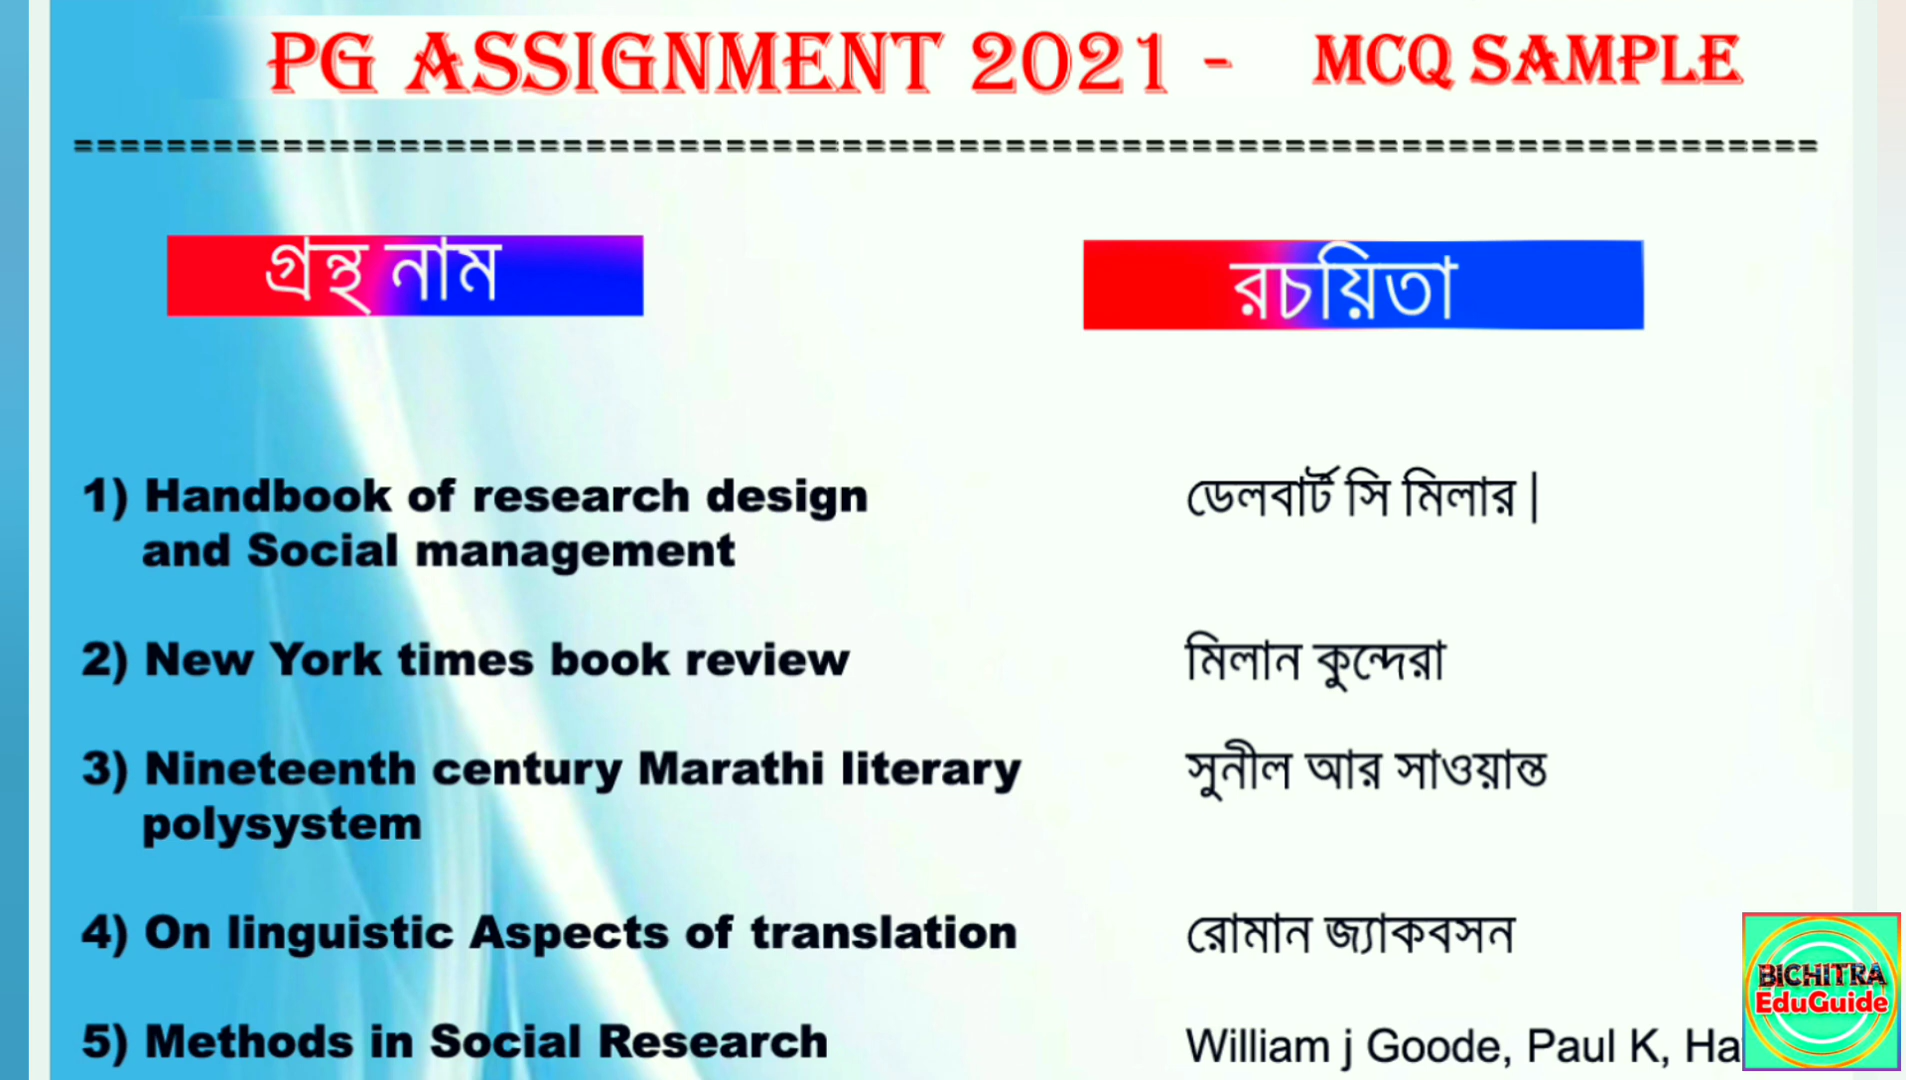 PG ASSIGNMENT 2021 - MCQ SAMPLE
গ্রন্থ নাম
রচয়িতা
1) Handbook of research design
and Social management
ডেলবার্ট সি মিলার|
2) New York times book review
মিলান কুন্দেরা
3) Nineteenth century Marathi literary
polysystem
সুনীল আর সাওয়ান্ত
4) On linguistic Aspects of translation
রোমান জ্যাকবসন
5) Methods in Social Research
William j Goode, Paul K,
BICHITRA
EduGuide